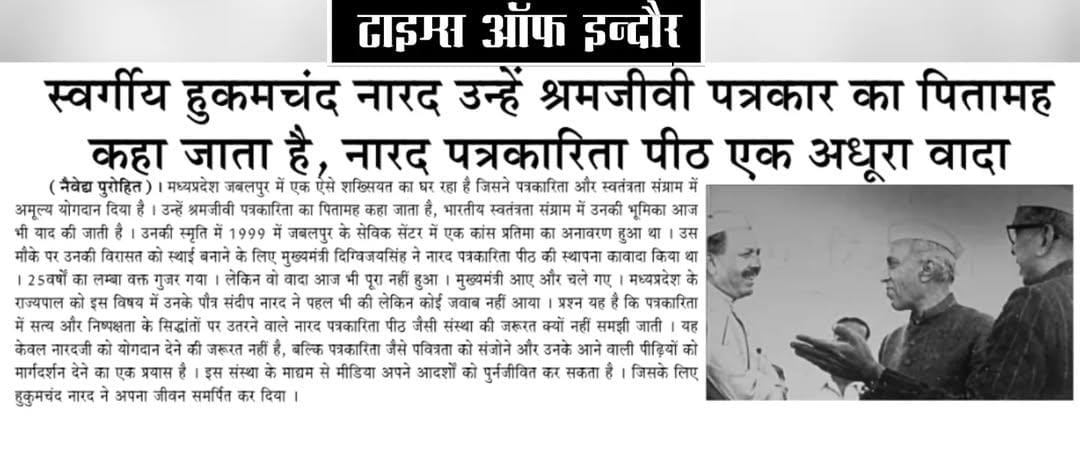 टाइम्स ऑफ इन्दौर
स्वर्गीय हुकमचंद नारद उन्हें श्रमजीवी पत्रकार का पितामह
कहा जाता है, नारद पत्रकारिता पीठ एक अधूरा वादा
( नैवेद्य पुरोहित ) । मध्यप्रदेश जबलपुर में एक ऐसे शख्सियत का घर रहा है जिसने पत्रकारिता और स्वतंत्रता संग्राम में
अमूल्य योगदान दिया है । उन्हें श्रमजीवी पत्रकारिता का पितामह कहा जाता है, भारतीय स्वतंत्रता संग्राम में उनकी भूमिका आज
भी याद की जाती है । उनकी स्मृति में 1999 में जबलपुर के सेविक सेंटर में एक कांस प्रतिमा का अनावरण हुआ था । उस
मौके पर उनकी विरासत को स्थाई बनाने के लिए मुख्यमंत्री दिग्विजयसिंह ने नारद पत्रकारिता पीठ की स्थापना कावादा किया था
। 25वर्षों का लम्बा वक्त गुजर गया । लेकिन वो वादा आज भी पूरा नहीं हुआ । मुख्यमंत्री आए और चले गए । मध्यप्रदेश के
राज्यपाल को इस विषय में उनके पौत्र संदीप नारद ने पहल भी की लेकिन कोई जवाब नहीं आया । प्रश्न यह है कि पत्रकारिता
में सत्य और निष्पक्षता के सिद्धांतों पर उतरने वाले नारद पत्रकारिता पीठ जैसी संस्था की जरूरत क्यों नहीं समझी जाती । यह
केवल नारदजी को योगदान देने की जरूरत नहीं है, बल्कि पत्रकारिता जैसे पवित्रता को संजोने और उनके आने वाली पीढ़ियों को
मार्गदर्शन देने का एक प्रयास है । इस संस्था के माद्यम से मीडिया अपने आदर्शों को पुर्नजीवित कर सकता है । जिसके लिए
हुकुमचंद नारद ने अपना जीवन समर्पित कर दिया ।